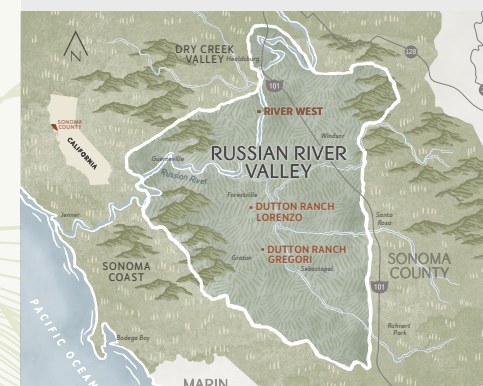 N
DRY CREEK
VALLEY
Healdsburg
128
101
SONOMA
COUNTY
CALIFORNIA
RIVER WEST
Windsor
RUSSIAN RIVER
VALLEY
Guerneville
Russian River
Forestville
DUTTON RANCH
LORENZO
Jenner
Santa
Rosa
DUTTON RANCH
GREGORI
Graton
Sebastopol
SONOMA
COAST
SONOMA
COUNTY
101
PACIFIC OCEAN
Rohnert
Park
Bodega Bay
MARIN